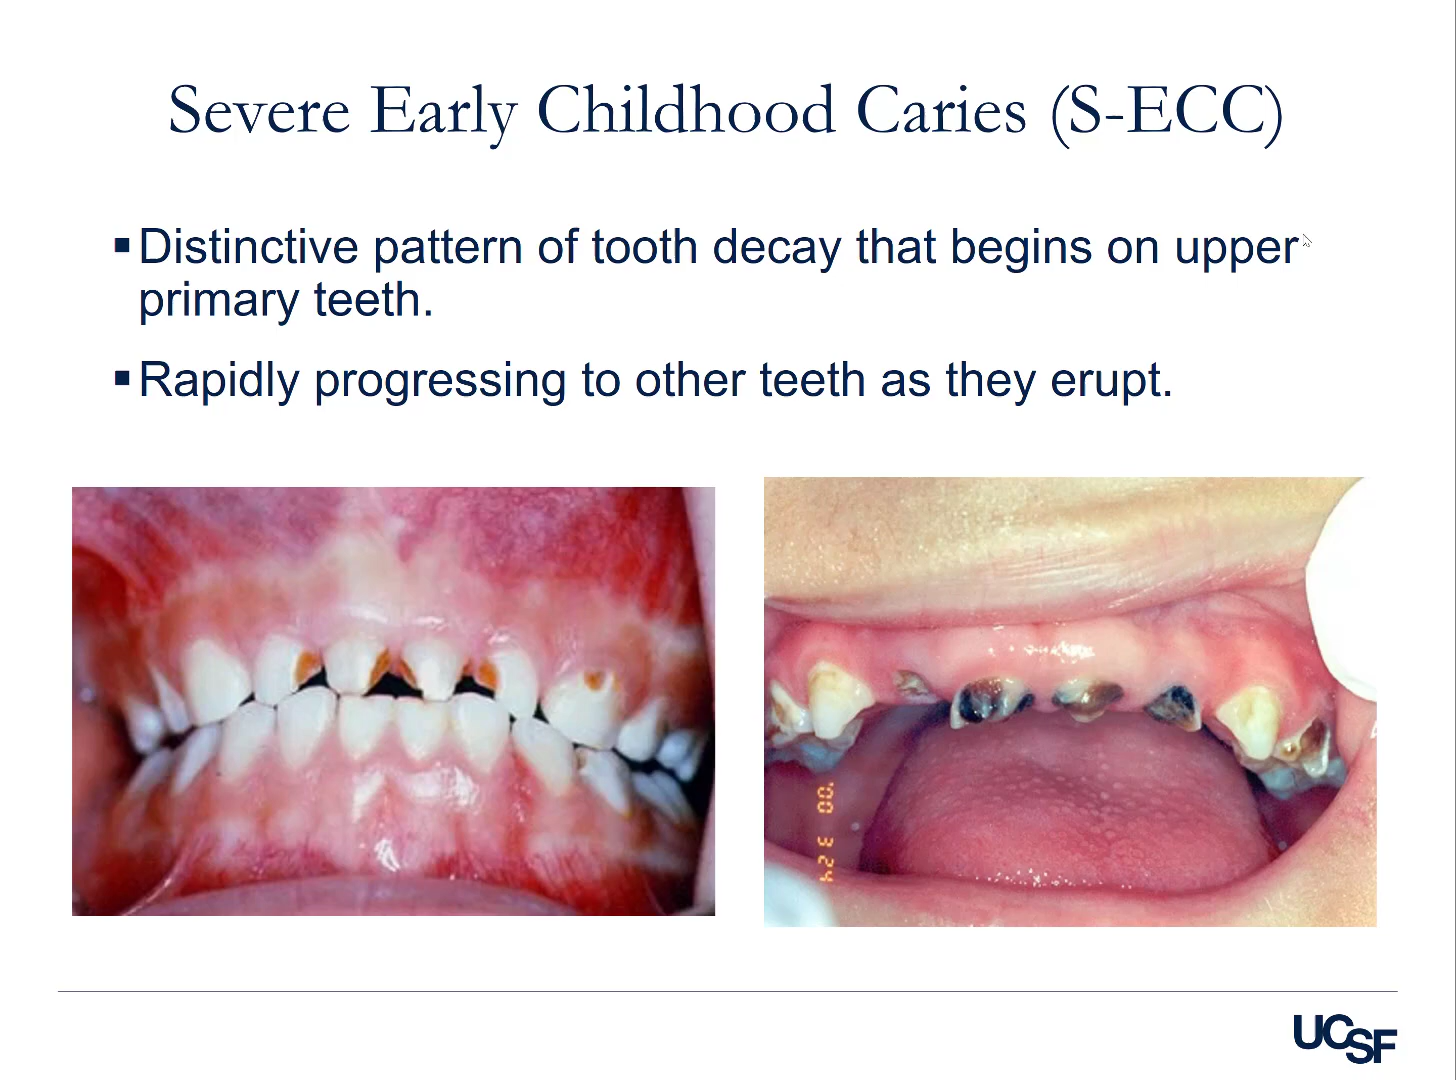 Severe Early Childhood Caries (S-ECC)
▪Distinctive pattern of tooth decay that begins on upper
primary teeth.
▪Rapidly progressing to other teeth as they erupt.
'00 3 24
UCSF